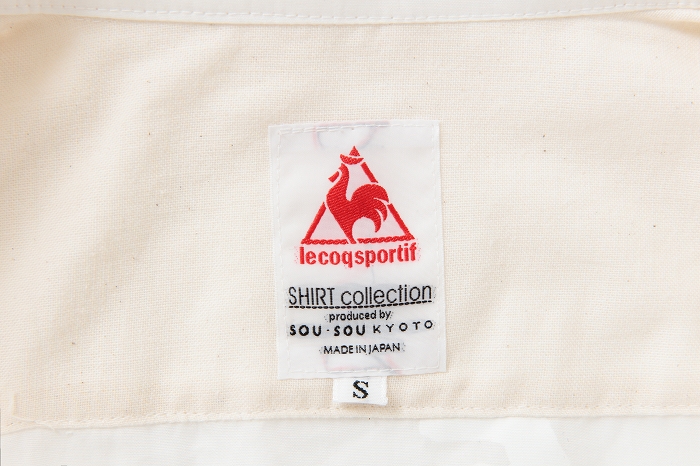 lecoqsportif
SHIRT collection
produced by
SOU・SOU KYOTO
MADE IN JAPAN
S